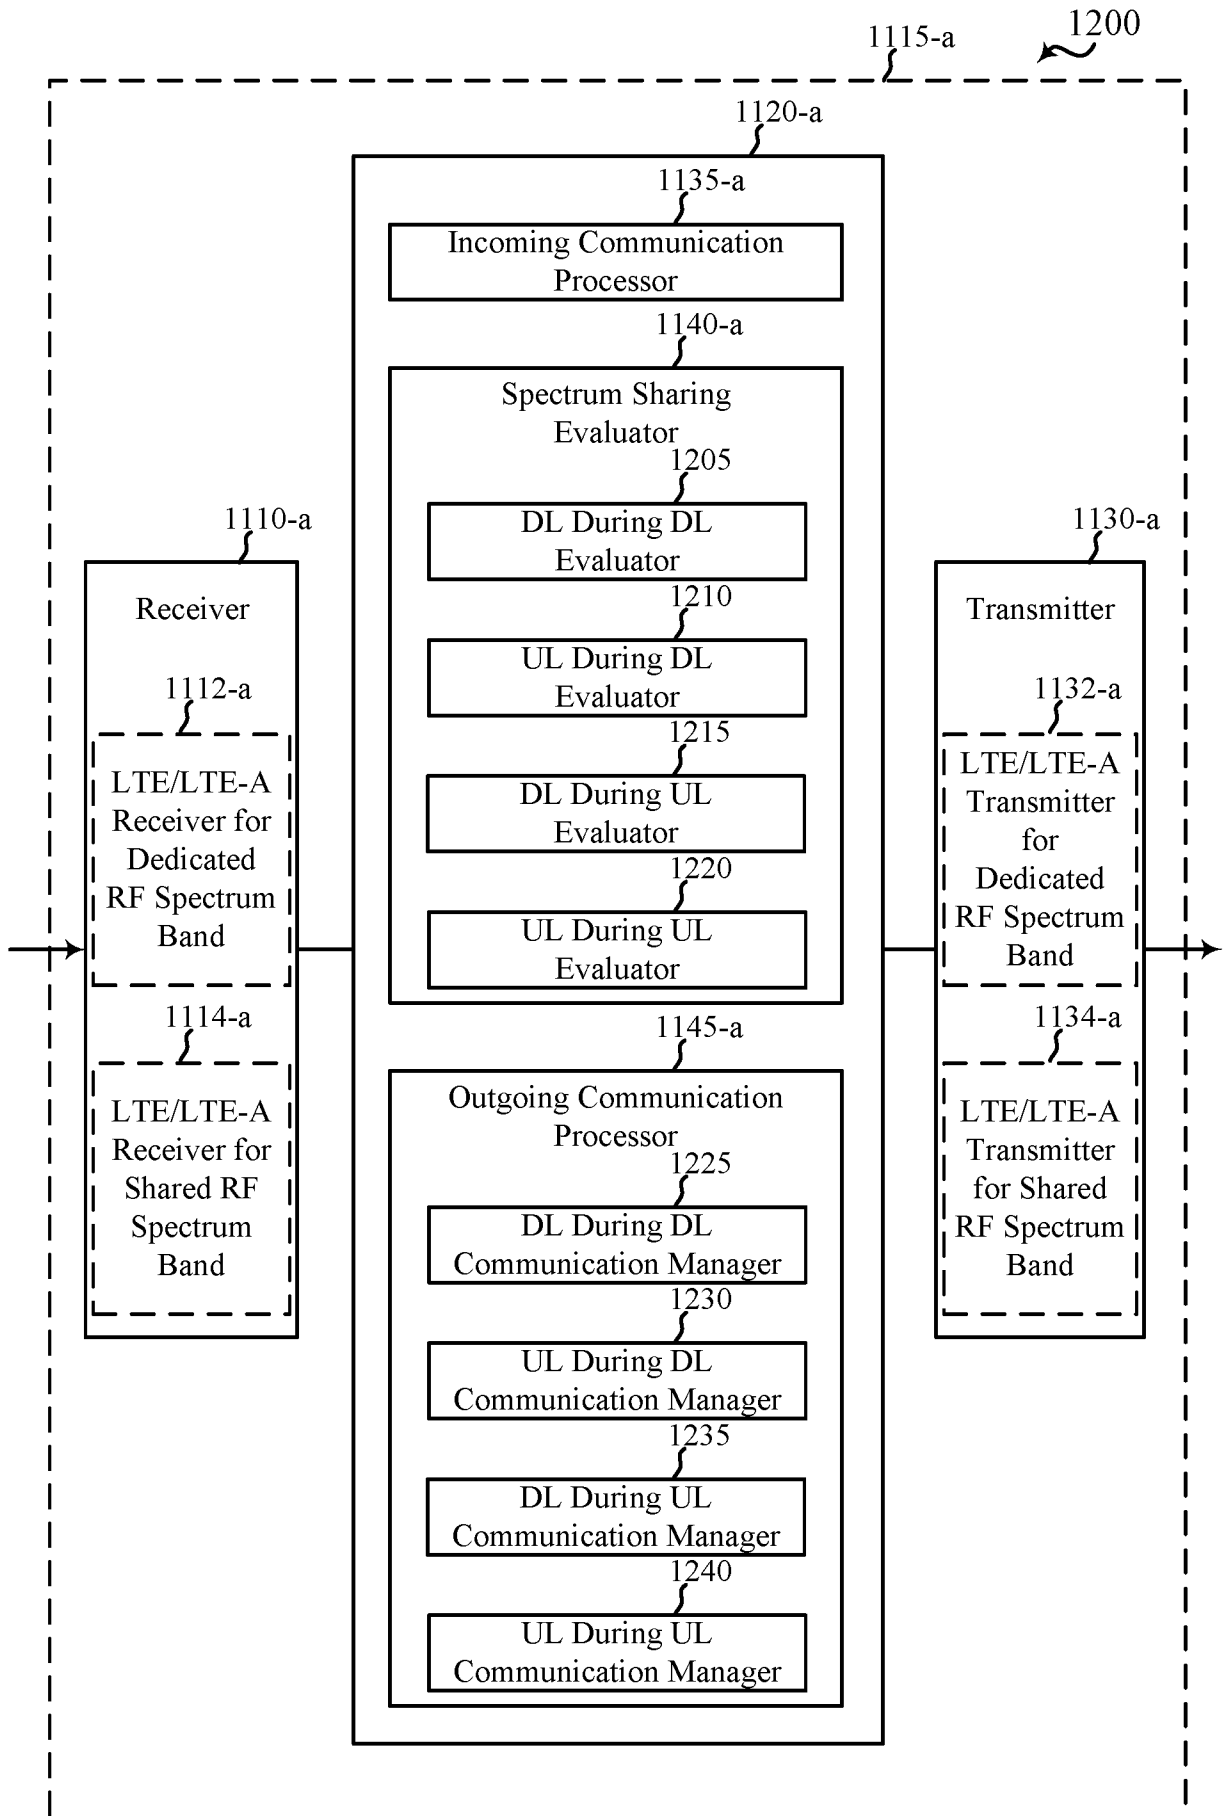 1200
1115-a
1120-a
1135-a
Incoming Communication
Processor
1140-a
Spectrum Sharing
Evaluator
1205
DL During DL
Evaluator
1210
UL During DL
Evaluator
1215
DL During UL
Evaluator
1220
UL During UL
Evaluator
1110-a
Receiver
1112-a
LTE/LTE-A
Receiver for
Dedicated
RF Spectrum
Band
1114-a
LTE/LTE-A
Receiver for
Shared RF
Spectrum
Band
1130-a
Transmitter
1132-a
LTE/LTE-A
Transmitter
for
Dedicated
RF Spectrum
Band
1134-a
LTE/LTE-A
Transmitter
for Shared
RF Spectrum
Band
1145-a
Outgoing Communication
Processor
1225
DL During DL
Communication Manager
1230
UL During DL
Communication Manager
1235
DL During UL
Communication Manager
1240
UL During UL
Communication Manager